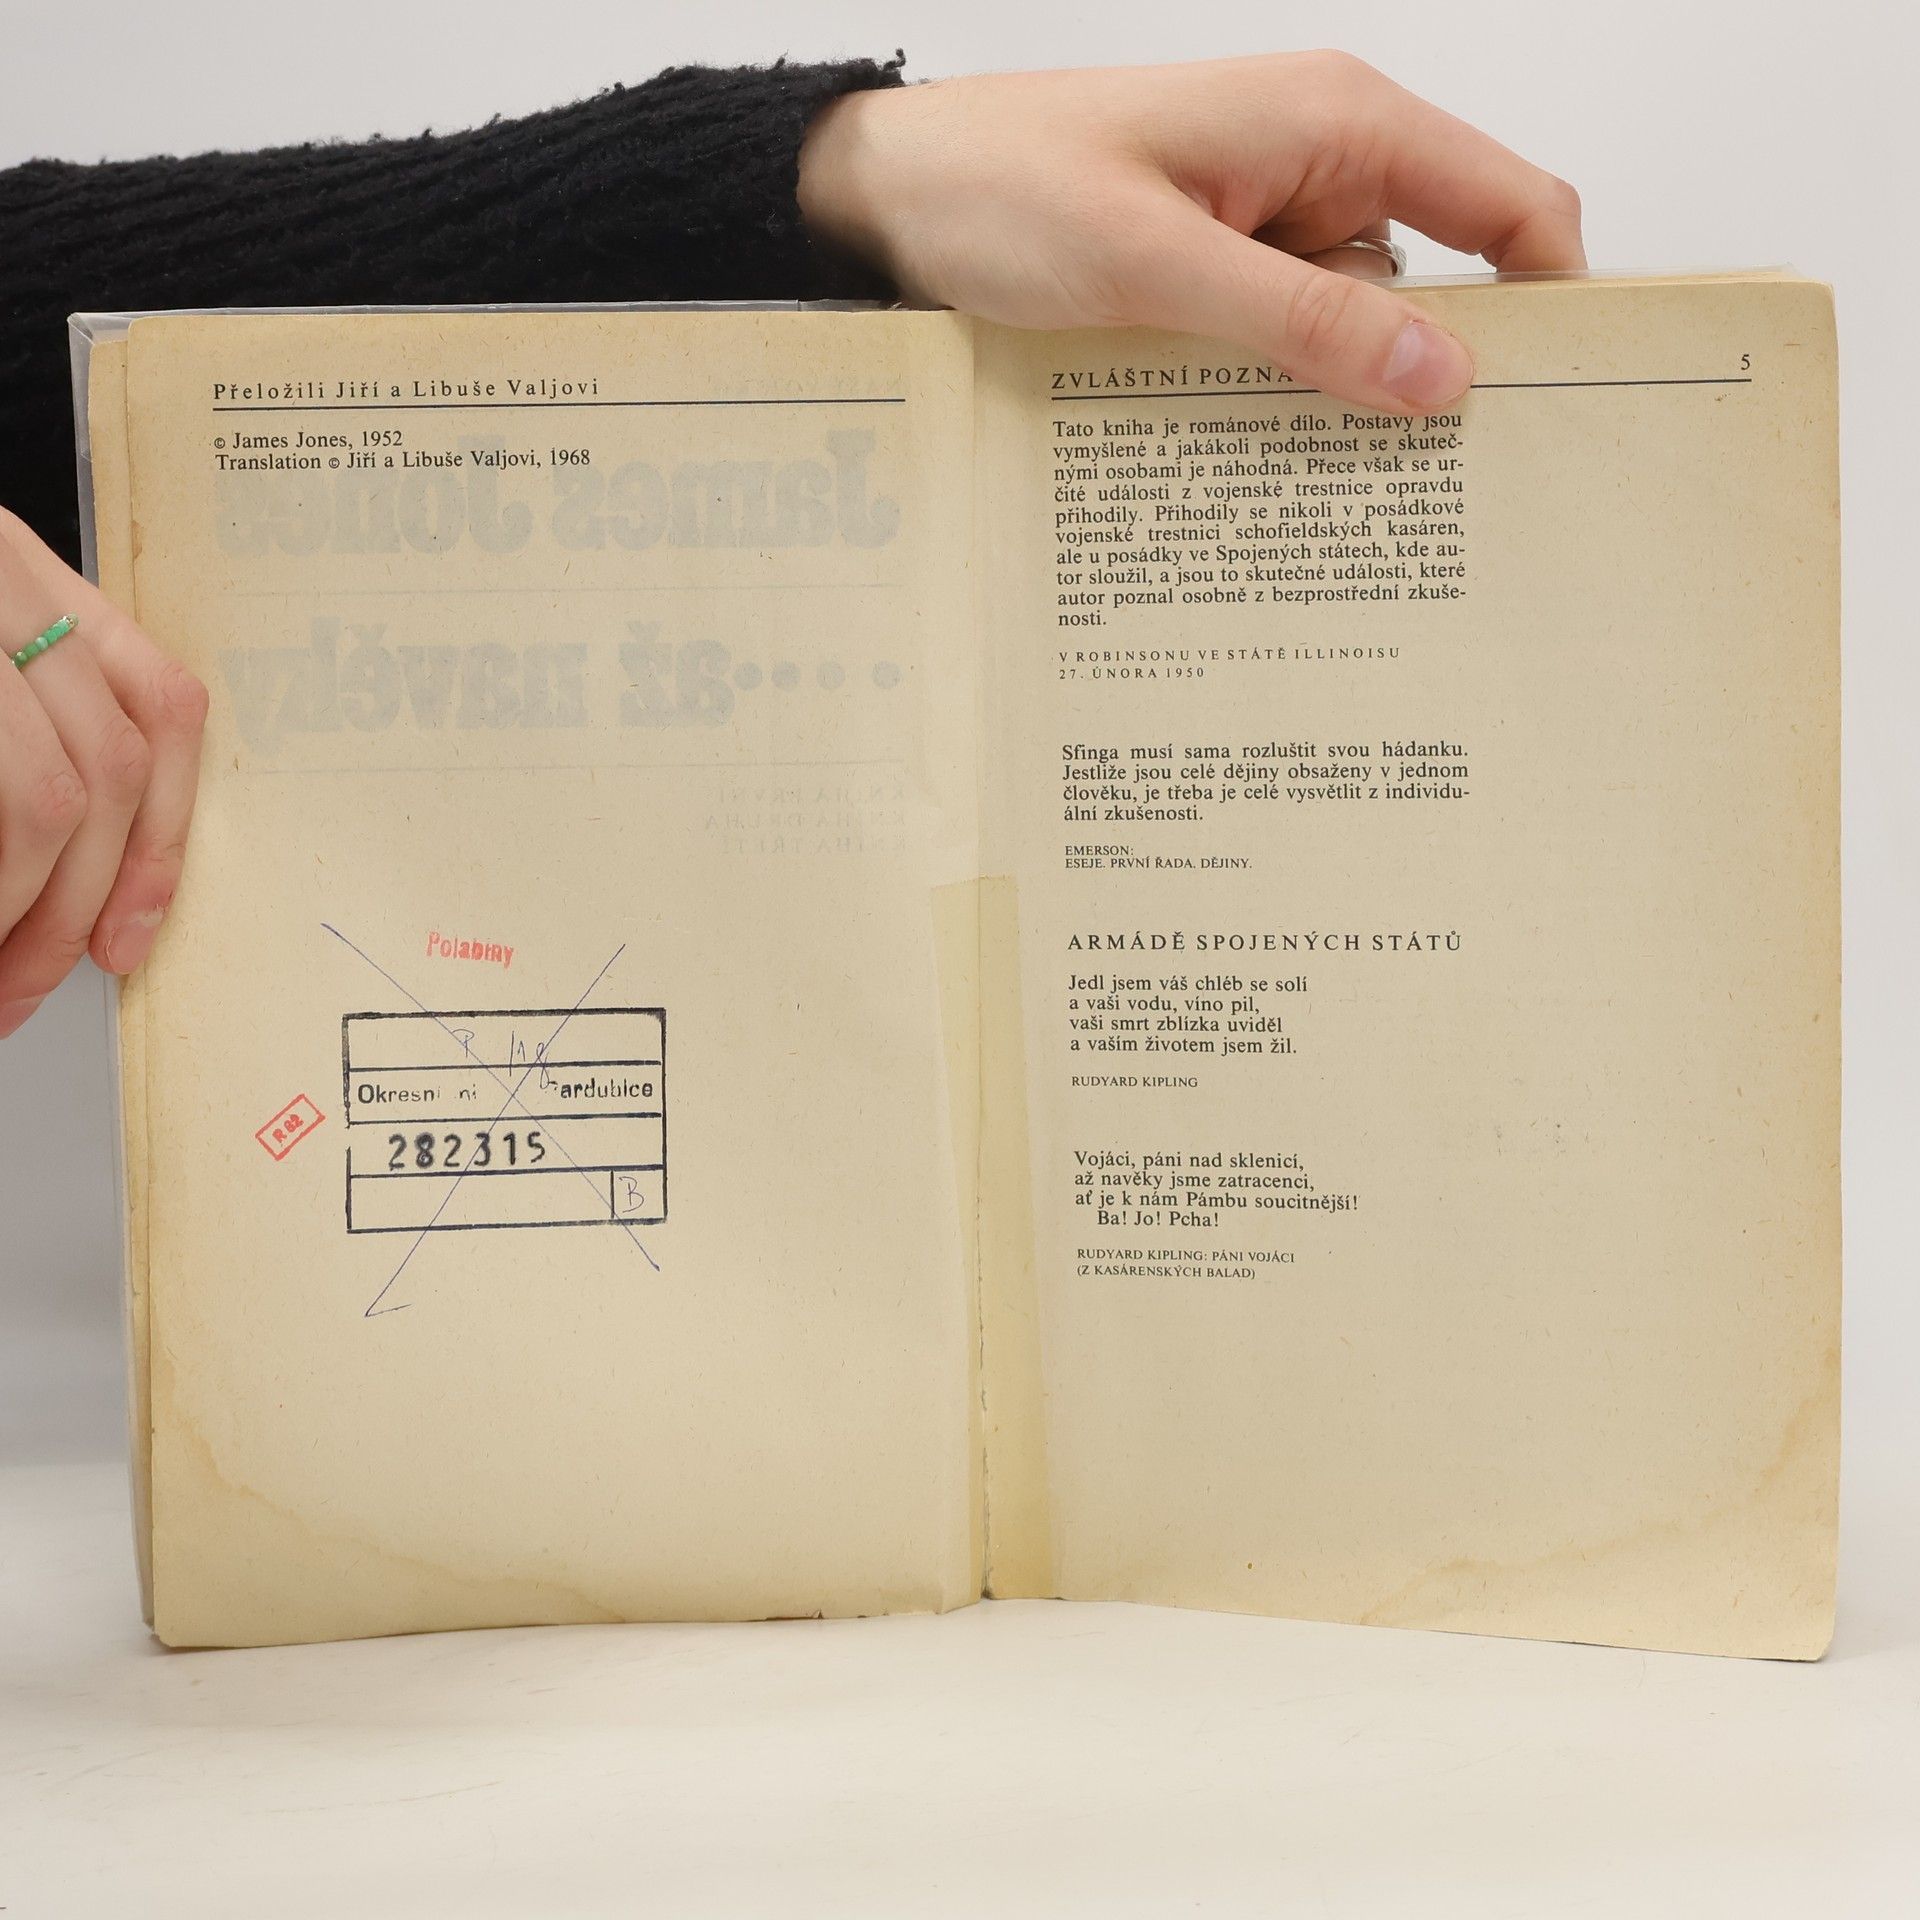 Přeložili Jiří a Libuše Valjovi
© James Jones, 1952
Translation © Jiří a Libuše Valjovi, 1968
Polabiny
R 82
Okresní
282315
B
5
ZVLÁŠTNÍ
Tato kniha je románové dílo. Postavy jsou
vymyšlené a jakákoli podobnost se skuteč-
nými osobami je náhodná. Přece však se ur-
čité události z vojenské trestnice opravdu
přihodily. Přihodily se nikoli v posádkové
vojenské trestnici schofieldských kasáren,
ale u posádky ve Spojených státech, kde au-
tor sloužil, a jsou to skutečné události, které
autor poznal osobně z bezprostřední zkuše-
nosti.
V ROBINSONU VE STÁTĚ ILLINOISU
27. ÚNORA 1950
Sfinga musí sama rozluštit svou hádanku.
Jestliže jsou celé dějiny obsaženy v jednom
člověku, je třeba je celé vysvětlit z individu-
ální zkušenosti.
EMERSON:
ESEJE. PRVNÍ ŘADA. DĚJINY.
ARMÁDĚ SPOJENÝCH STÁTŮ
Jedl jsem váš chléb se solí
a vaši vodu, víno pil,
vaši smrt zblízka uviděl
a vaším životem jsem žil.
RUDYARD KIPLING
Vojáci, páni nad sklenicí,
až navěky jsme zatracenci,
ať je k nám Pámbu soucitnější!
Ba! Jo! Pcha!
RUDYARD KIPLING: PÁNI VOJÁCI
(Z KASÁRENSKÝCH BALAD)